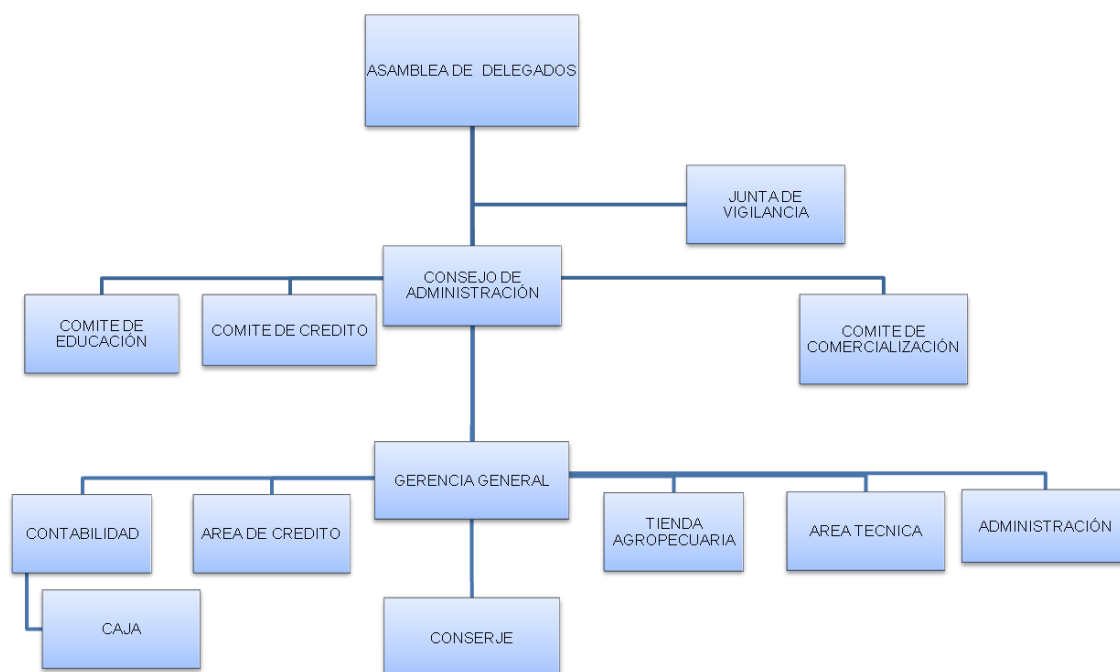 ASAMBLEA DE DELEGADOS
JUNTA DE
VIGILANCIA
CONSEJO DE
ADMINISTRACIÓN
COMITE DE
EDUCACIÓN
COMITE DE CREDITO
COMITE DE
COMERCIALIZACIÓN
GERENCIA GENERAL
CONTABILIDAD
AREA DE CREDITO
TIENDA
AGROPECUARIA
AREA TECNICA
ADMINISTRACIÓN
CAJA
CONSERJE